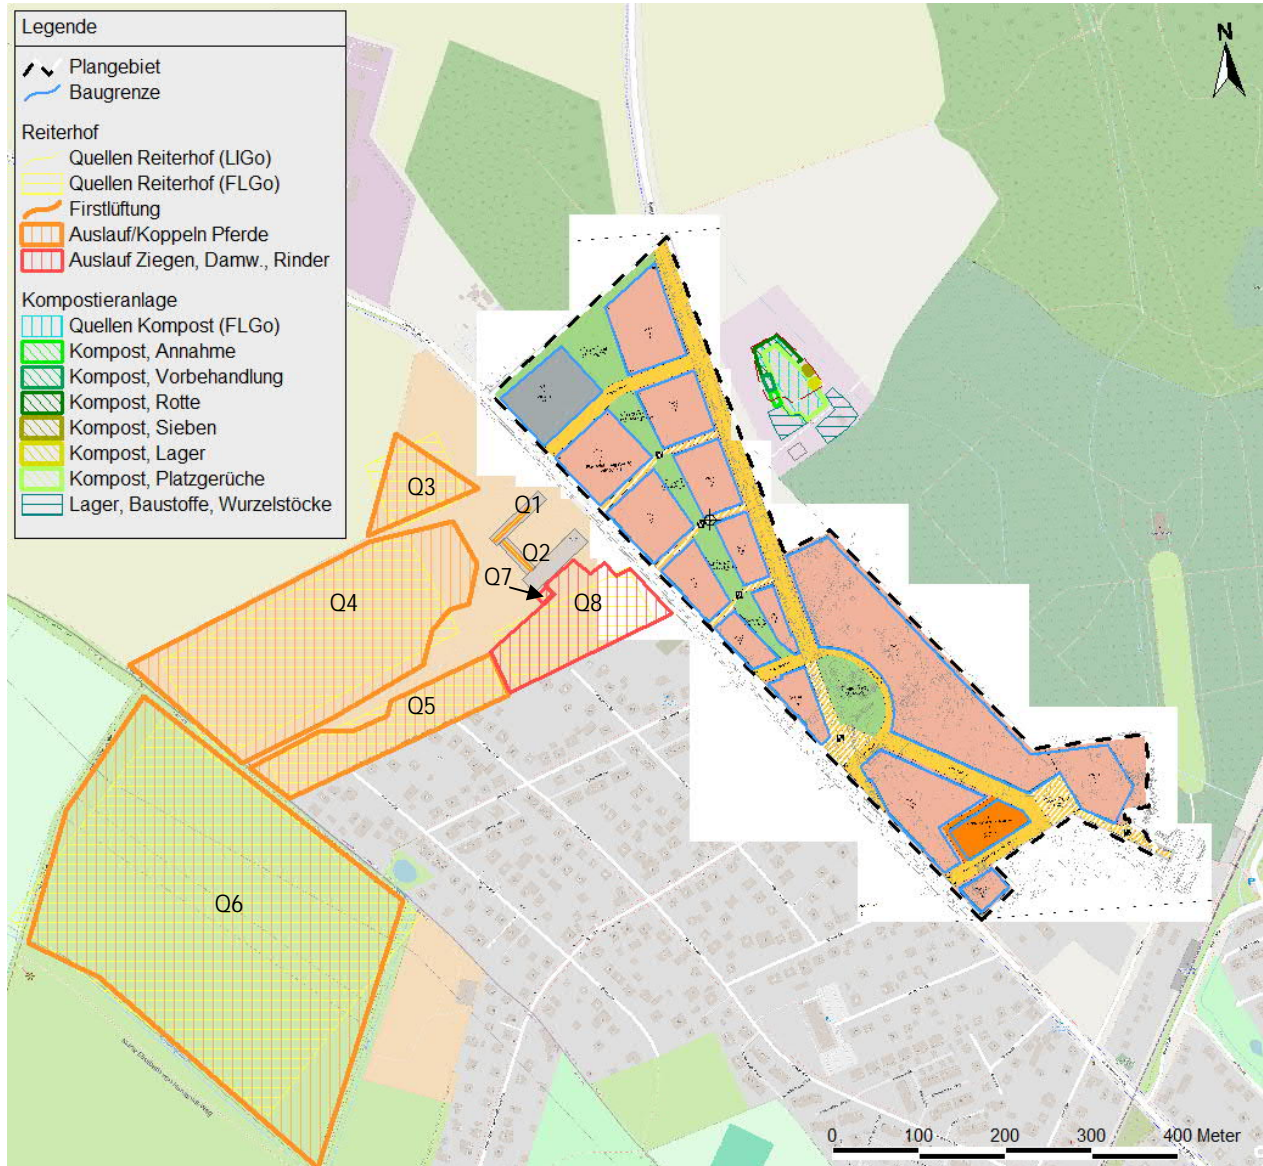 Legende
Plangebiet
Baugrenze
Reiterhof
Quellen Reiterhof (LIGo)
Quellen Reiterhof (FLGo)
Firstlüftung
Auslauf/Koppeln Pferde
Auslauf Ziegen, Damw., Rinder
Kompostieranlage
Quellen Kompost (FLGo)
Kompost, Annahme
Kompost, Vorbehandlung
Kompost, Rotte
Kompost, Sieben
Kompost, Lager
Kompost, Platzgerüche
Lager, Baustoffe, Wurzelstöcke
N
Q3
Q1
Q2
Q7
Q8
Q4
Q5
Q6
P
0 100 200 300 400 Meter